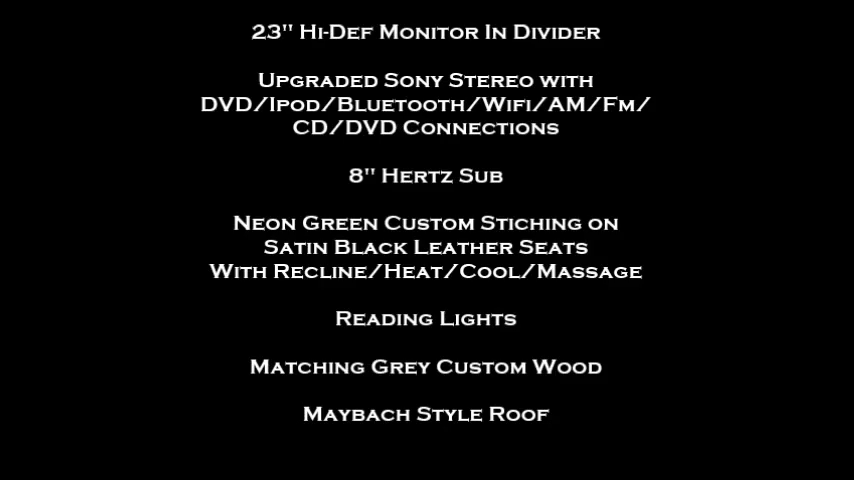 23" Hi-Def Monitor In Divider
Upgraded Sony Stereo with
DVD/Ipod/Bluetooth/Wifi/AM/Fm/
CD/DVD Connections
8" Hertz Sub
Neon Green Custom Stiching on
Satin Black Leather Seats
With Recline/Heat/Cool/Massage
Reading Lights
Matching Grey Custom Wood
Maybach Style Roof